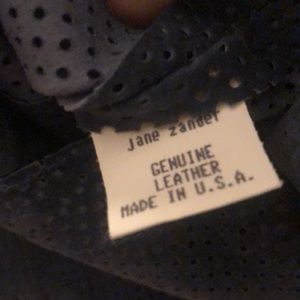 jane zander
GENUINE
LEATHER
MADE IN U.S.A.